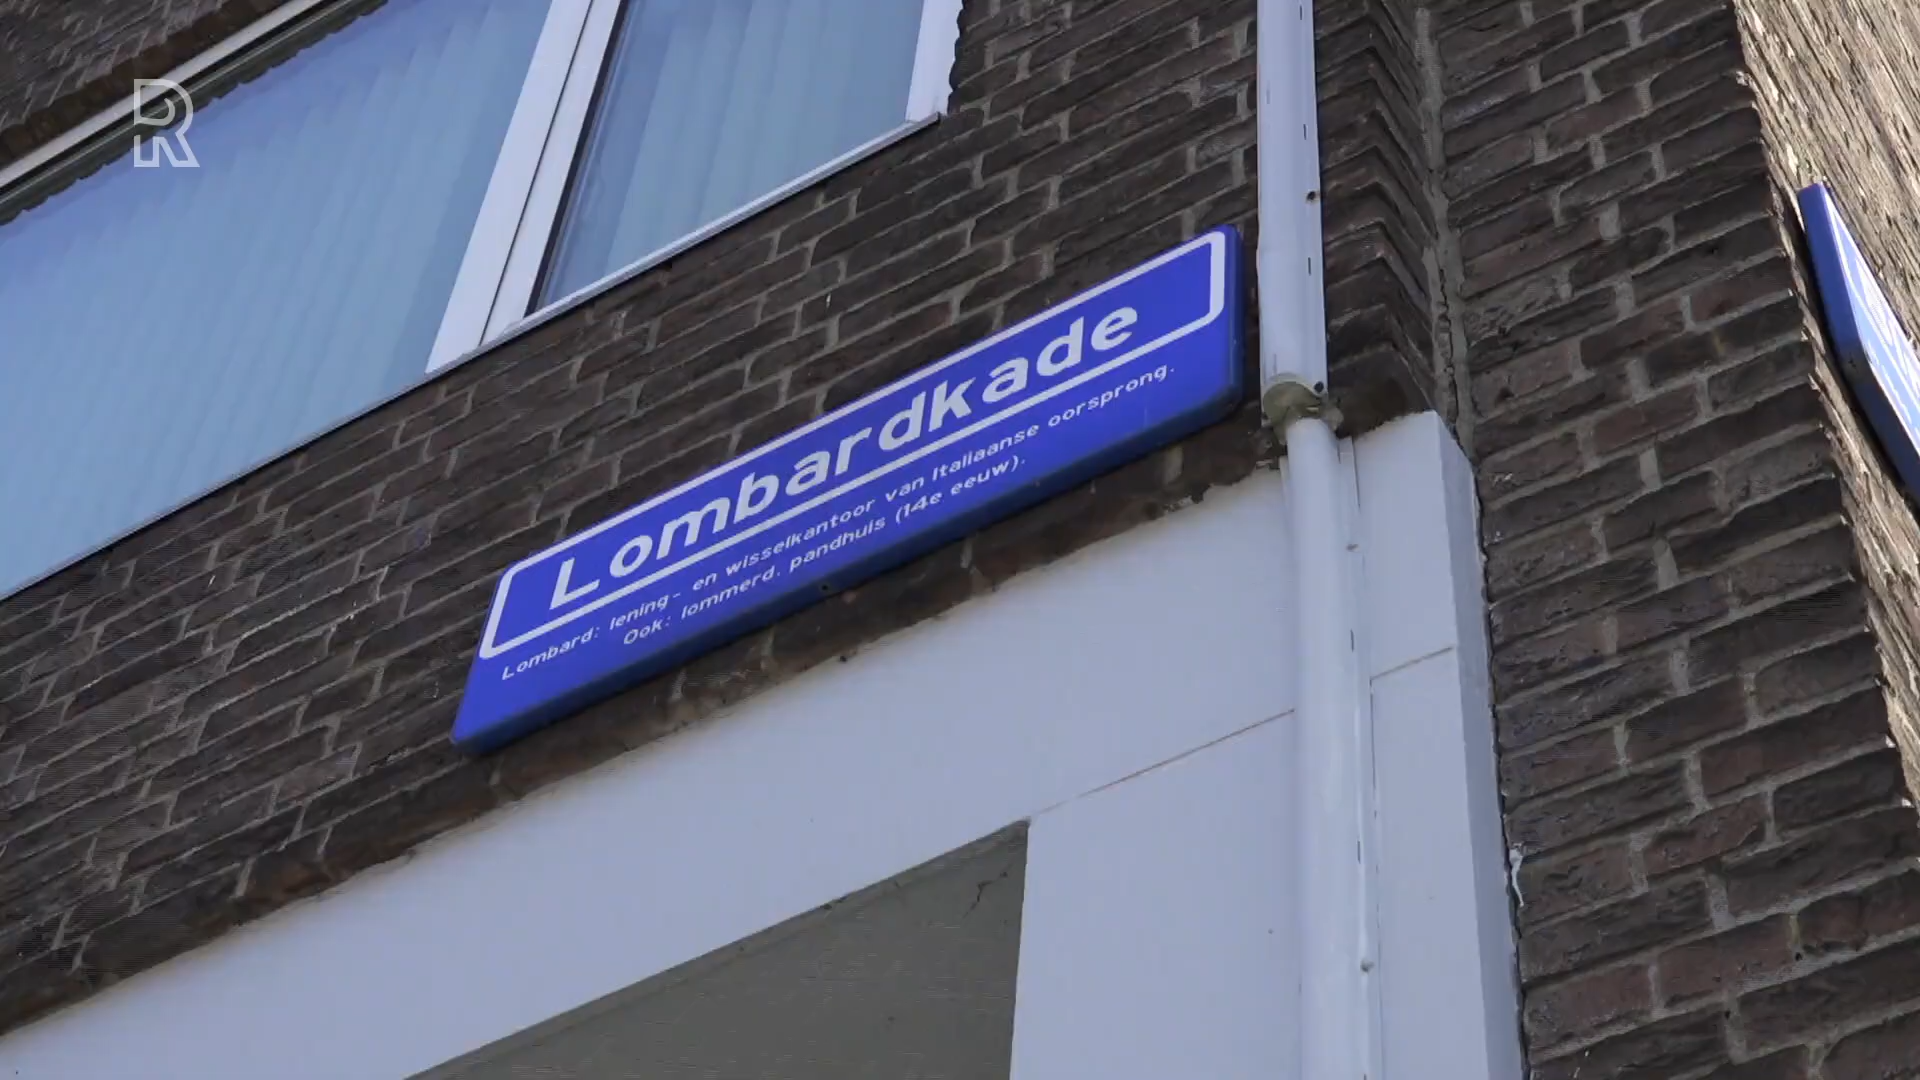 R
Lombardkade
Lombard: lening- en wisselkantoor van Italiaanse oorsprong.
Ook: lommerd, pandhuis (14e eeuw).